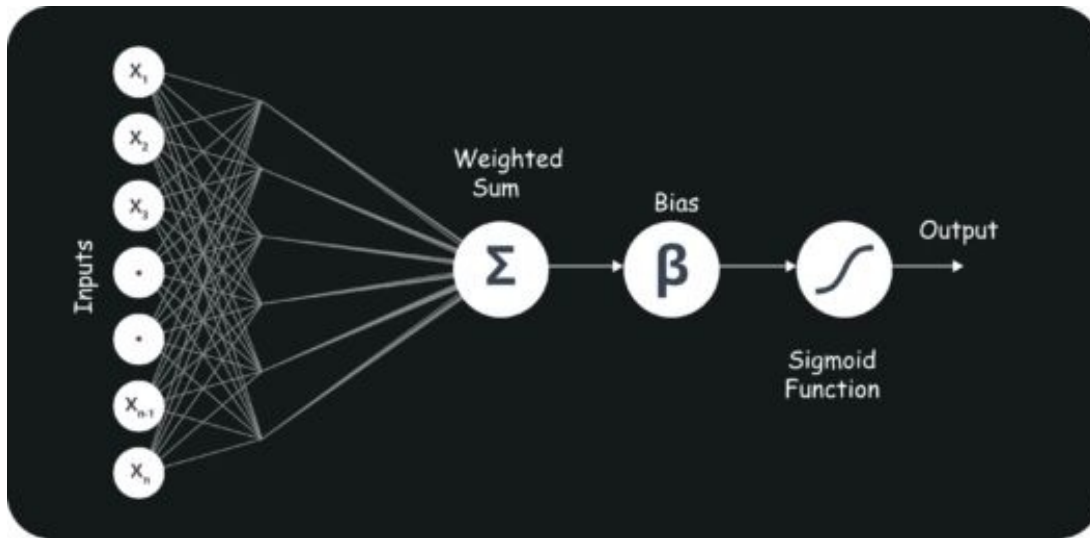 X₁
X₂
X₃
Inputs
Xₙ₋₁
Xₙ
Weighted
Sum
Σ
Bias
β
Sigmoid
Function
Output